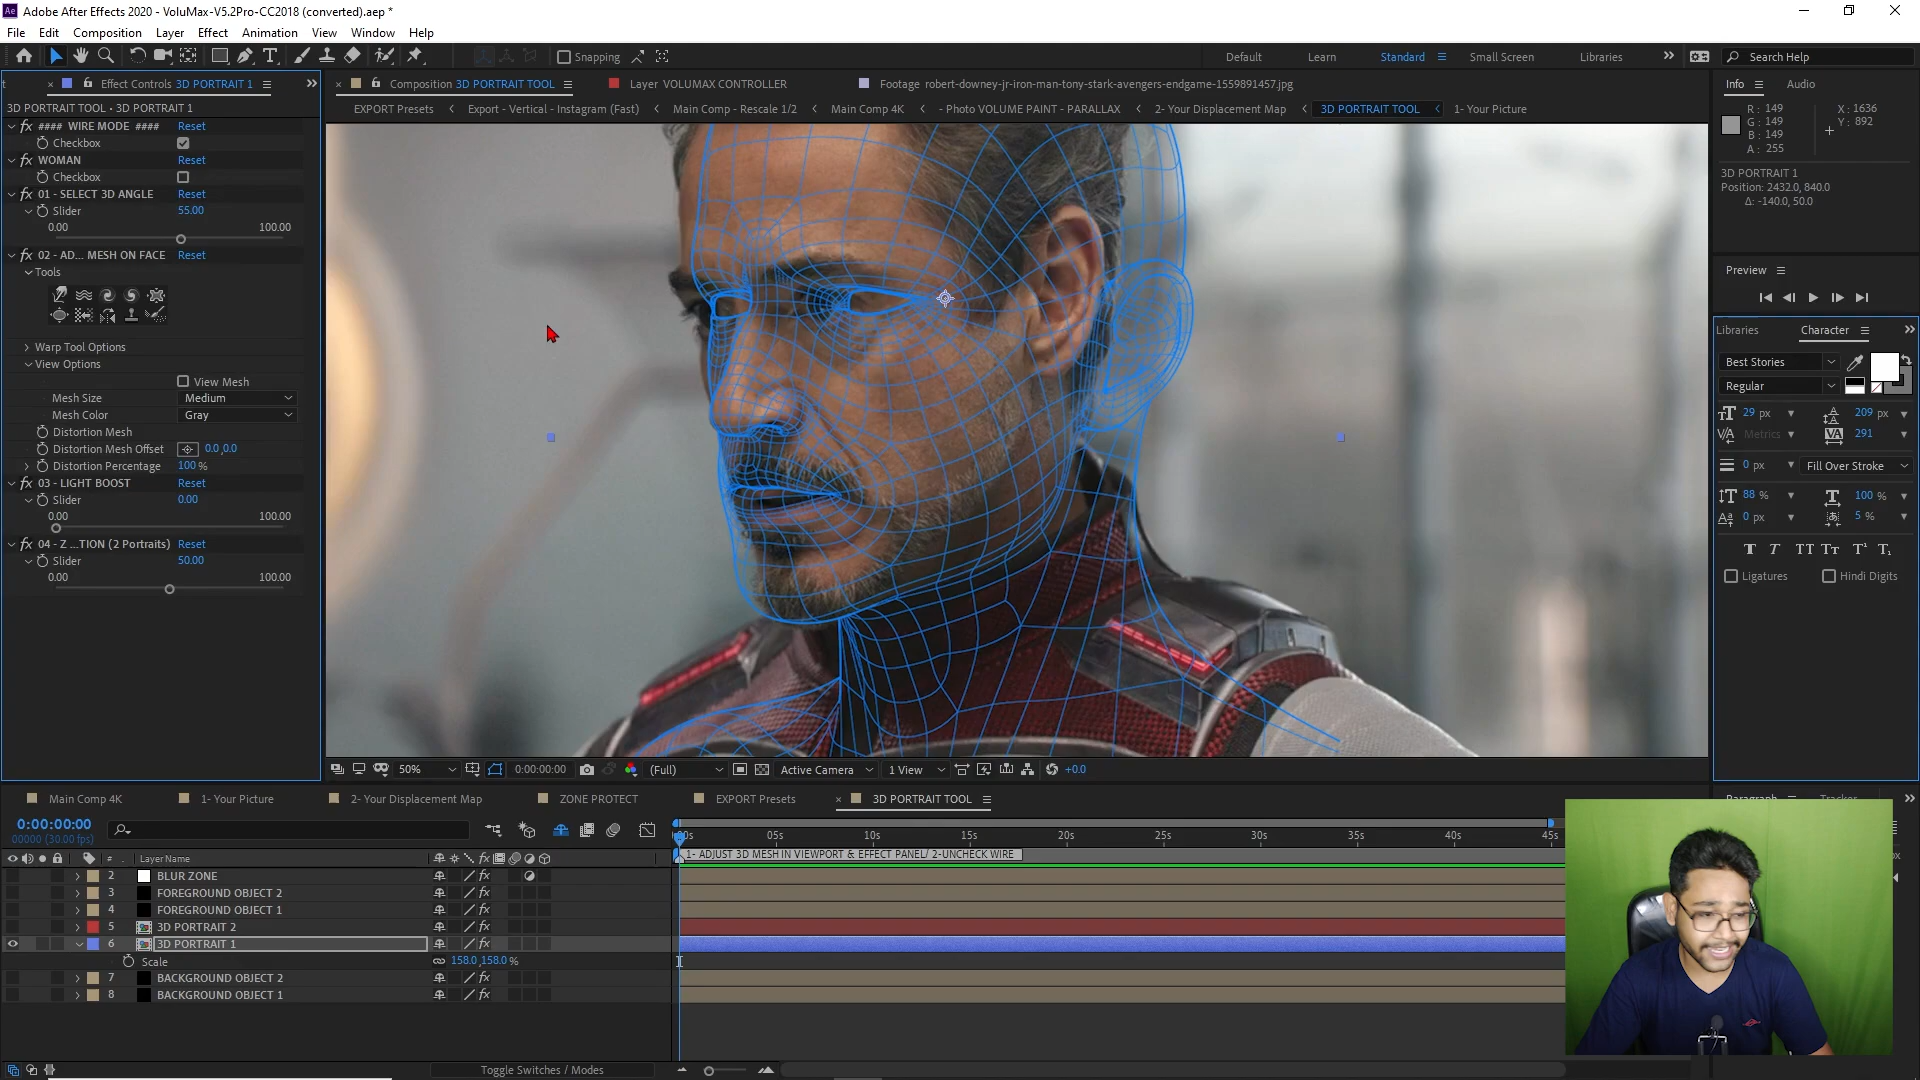 Adobe After Effects 2020 - VoluMax-V5.2Pro-CC2018 (converted).aep *
File Edit Composition Layer Effect Animation View Window Help
Snapping Default Learn Standard Small Screen Libraries Search Help
Effect Controls 3D PORTRAIT 1 Composition 3D PORTRAIT TOOL Layer VOLUMAX CONTROLLER Footage robert-downey-jr-iron-man-tony-stark-avengers-endgame-1559891457.jpg Info Audio
3D PORTRAIT TOOL • 3D PORTRAIT 1 EXPORT Presets Export - Vertical - Instagram (Fast) Main Comp - Rescale 1/2 Main Comp 4K - Photo VOLUME PAINT - PARALLAX 2- Your Displacement Map 3D PORTRAIT TOOL 1- Your Picture
R: 149 X: 1636
G: 149 Y: 892
B: 149
A: 255
fx #### WIRE MODE #### Reset
Checkbox
fx WOMAN Reset
Checkbox
3D PORTRAIT 1
Position: 2432.0, 840.0
Δ: -140.0, 50.0
fx 01 - SELECT 3D ANGLE Reset
Slider 55.00
0.00 100.00
fx 02 - AD... MESH ON FACE Reset
Tools
Preview
Warp Tool Options
View Options
View Mesh
Mesh Size Medium
Mesh Color Gray
Distortion Mesh
Distortion Mesh Offset 0.0,0.0
Distortion Percentage 100 %
fx 03 - LIGHT BOOST Reset
Slider 0.00
0.00 100.00
fx 04 - Z ...TION (2 Portraits) Reset
Slider 50.00
0.00 100.00
Libraries Character
Best Stories
Regular
29 px 209 px
Metrics 291
0 px Fill Over Stroke
88 % 100 %
0 px 5 %
T T TT Tt T¹ T₁
Ligatures Hindi Digits
50% 0:00:00:00 (Full) Active Camera 1 View +0.0
Main Comp 4K 1- Your Picture 2- Your Displacement Map ZONE PROTECT EXPORT Presets 3D PORTRAIT TOOL
0:00:00:00
00000 (30.00 fps)
05s 10s 15s 20s 25s 30s 35s 40s 45s
# Layer Name
1- ADJUST 3D MESH IN VIEWPORT & EFFECT PANEL/ 2-UNCHECK WIRE
2 BLUR ZONE
3 FOREGROUND OBJECT 2
4 FOREGROUND OBJECT 1
5 3D PORTRAIT 2
6 3D PORTRAIT 1
Scale 158.0,158.0 %
7 BACKGROUND OBJECT 2
8 BACKGROUND OBJECT 1
Toggle Switches / Modes